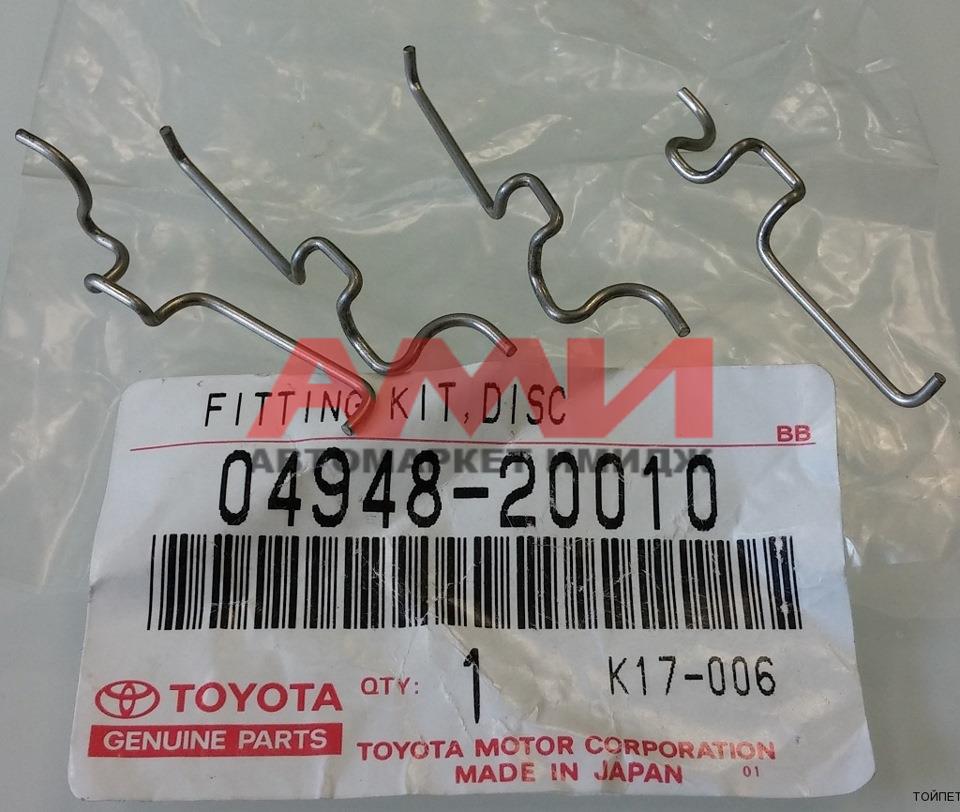 FITTING KIT, DISC
АМИ
BB
АВТОМАРКЕТ ИМИДЖ
04948-20010
TOYOTA
GENUINE PARTS
QTY: 1
K17-006
TOYOTA MOTOR CORPORATION
MADE IN JAPAN 01
ТОЙПЕТ